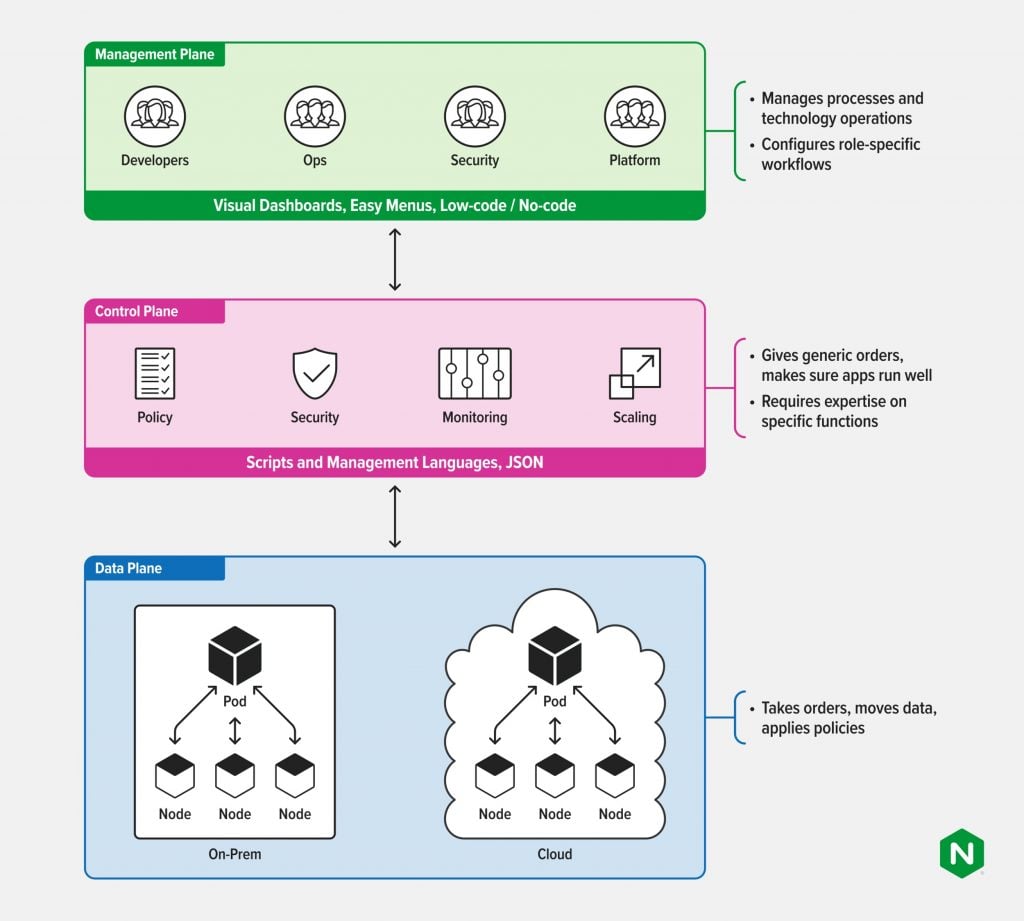 Management Plane
Developers
Ops
Security
Platform
Visual Dashboards, Easy Menus, Low-code / No-code
• Manages processes and
technology operations
• Configures role-specific
workflows
Control Plane
Policy
Security
Monitoring
Scaling
Scripts and Management Languages, JSON
• Gives generic orders,
makes sure apps run well
• Requires expertise on
specific functions
Data Plane
Pod
Node
Node
Node
On-Prem
Pod
Node
Node
Node
Cloud
• Takes orders, moves data,
applies policies
N